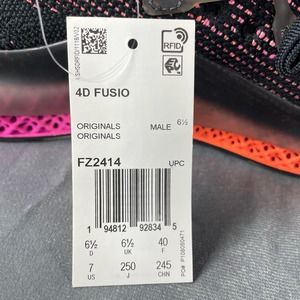 RFID
4D FUSIO
ORIGINALS MALE 6½
ORIGINALS
FZ2414 UPC
1 94812 92834 5
6½ 6½ 40
D UK F
7 250 245
US J CHN